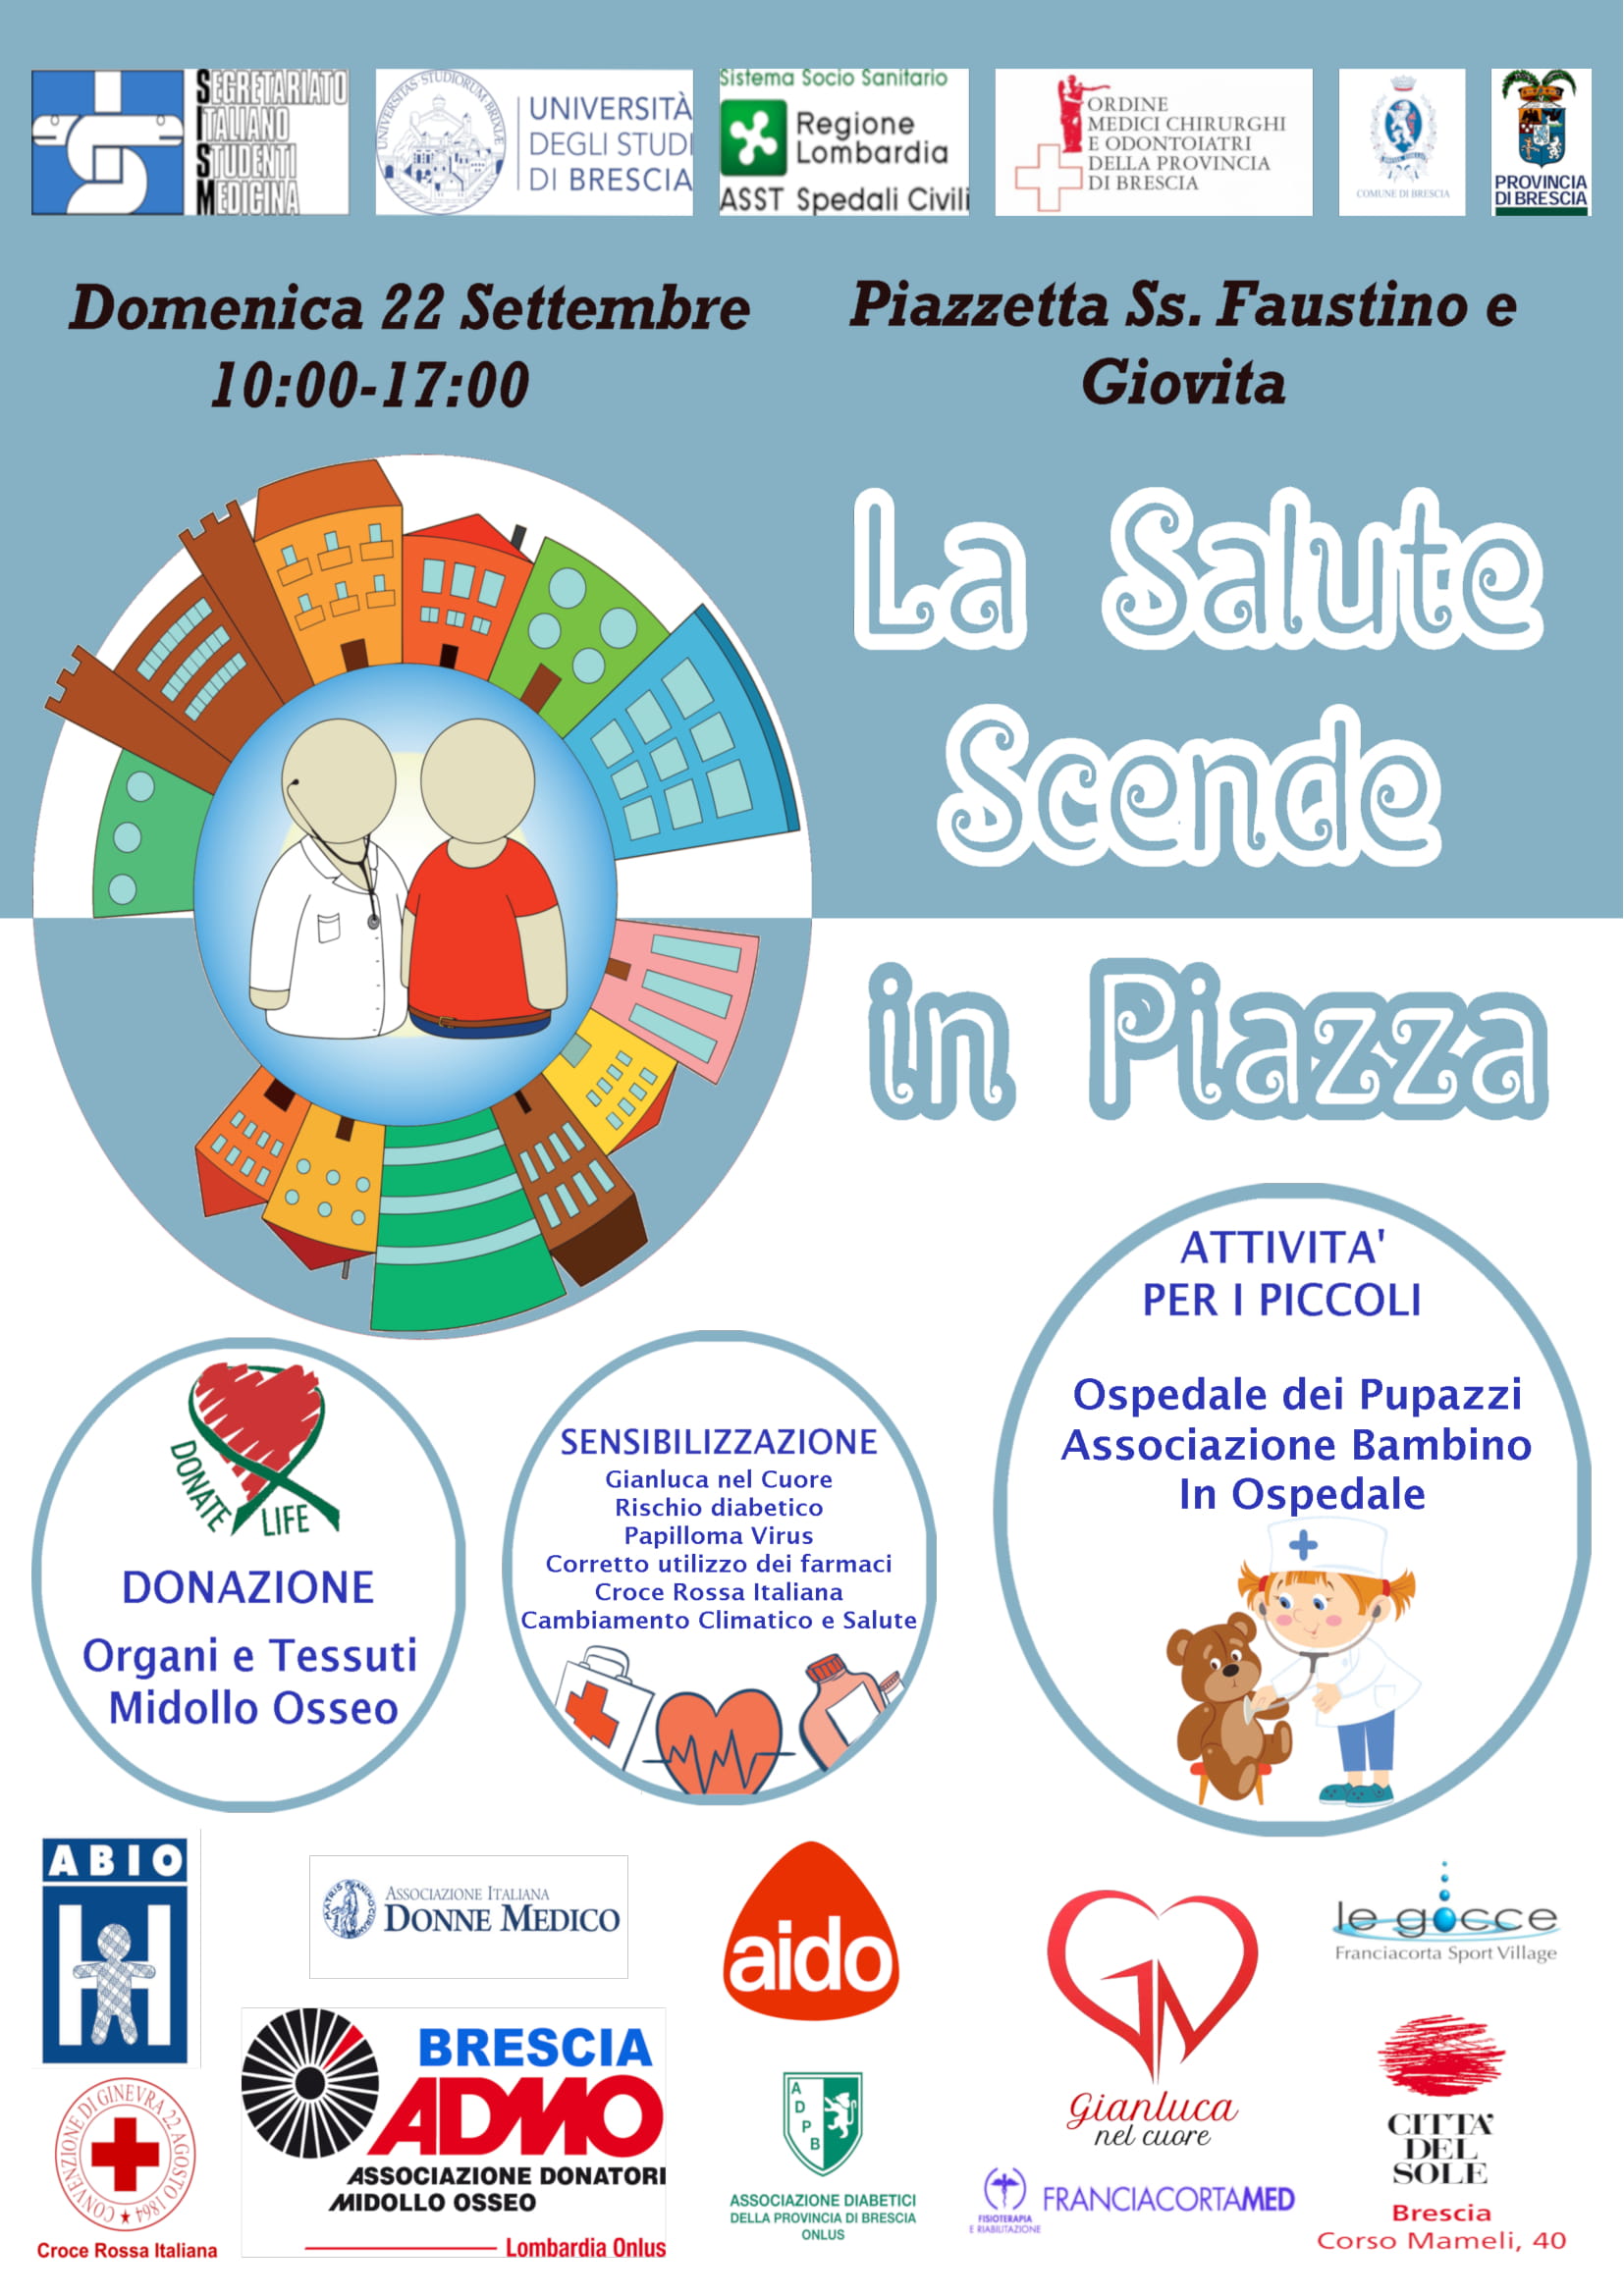 SEGRETARIATO
ITALIANO
STUDENTI
MEDICINA
UNIVERSITAS STUDIORUM BRIXIAE
UNIVERSITÀ
DEGLI STUDI
DI BRESCIA
Sistema Socio Sanitario
Regione
Lombardia
ASST Spedali Civili
ORDINE
MEDICI CHIRURGHI
E ODONTOIATRI
DELLA PROVINCIA
DI BRESCIA
COMUNE DI BRESCIA
PROVINCIA
DI BRESCIA
Domenica 22 Settembre
10:00-17:00
Piazzetta Ss. Faustino e
Giovita
La Salute
Scende
in Piazza
ATTIVITA'
PER I PICCOLI
Ospedale dei Pupazzi
Associazione Bambino
In Ospedale
DONATE
LIFE
DONAZIONE
Organi e Tessuti
Midollo Osseo
SENSIBILIZZAZIONE
Gianluca nel Cuore
Rischio diabetico
Papilloma Virus
Corretto utilizzo dei farmaci
Croce Rossa Italiana
Cambiamento Climatico e Salute
ABIO
ASSOCIAZIONE ITALIANA
DONNE MEDICO
aido
Gianluca
nel cuore
le gocce
Franciacorta Sport Village
CONVENZIONE DI GINEVRA 22 AGOSTO 1864
Croce Rossa Italiana
BRESCIA
ADMO
ASSOCIAZIONE DONATORI
MIDOLLO OSSEO
Lombardia Onlus
A
D
P
B
ASSOCIAZIONE DIABETICI
DELLA PROVINCIA DI BRESCIA
ONLUS
FISIOTERAPIA
E RIABILITAZIONE
FRANCIACORTAMED
CITTA'
DEL
SOLE
Brescia
Corso Mameli, 40